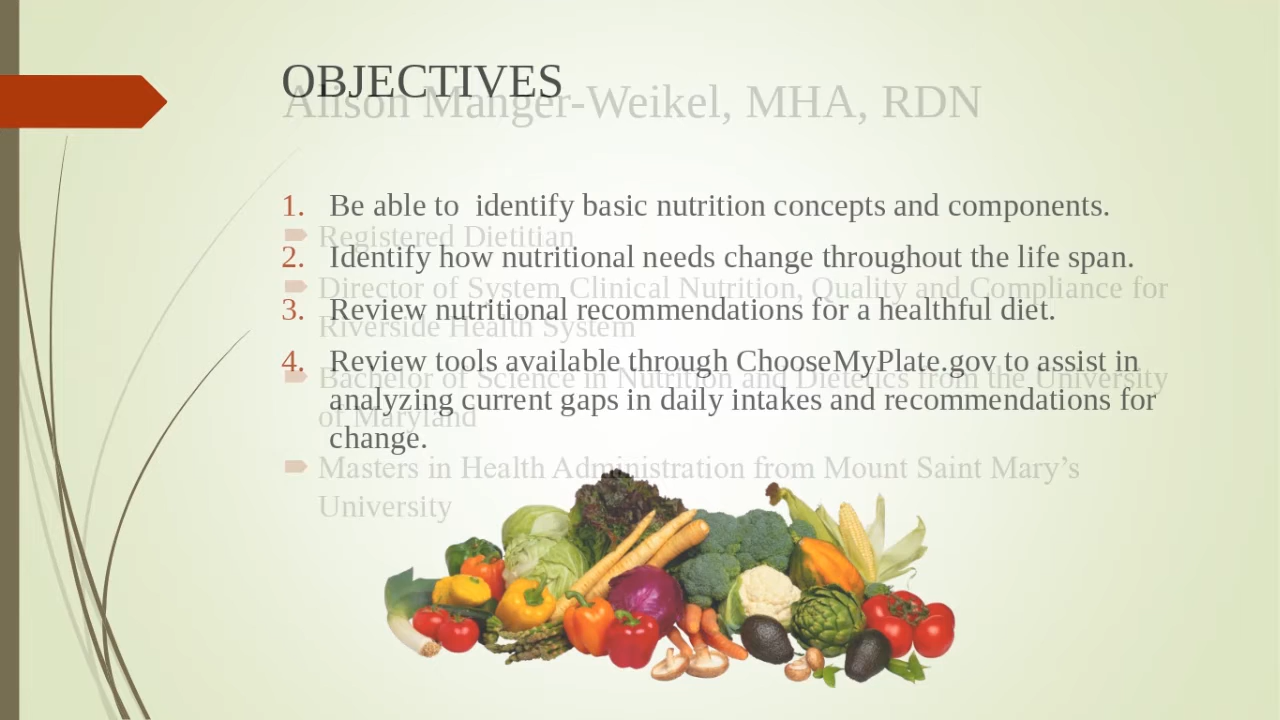 OBJECTIVES
Alison Manger-Weikel, MHA, RDN
1. Be able to  identify basic nutrition concepts and components.
2. Identify how nutritional needs change throughout the life span.
3. Review nutritional recommendations for a healthful diet.
4. Review tools available through ChooseMyPlate.gov to assist in
analyzing current gaps in daily intakes and recommendations for
change.
Registered Dietitian
Director of System Clinical Nutrition, Quality and Compliance for
Riverside Health System
Bachelor of Science in Nutrition and Dietetics from the University
of Maryland
Masters in Health Administration from Mount Saint Mary’s
University